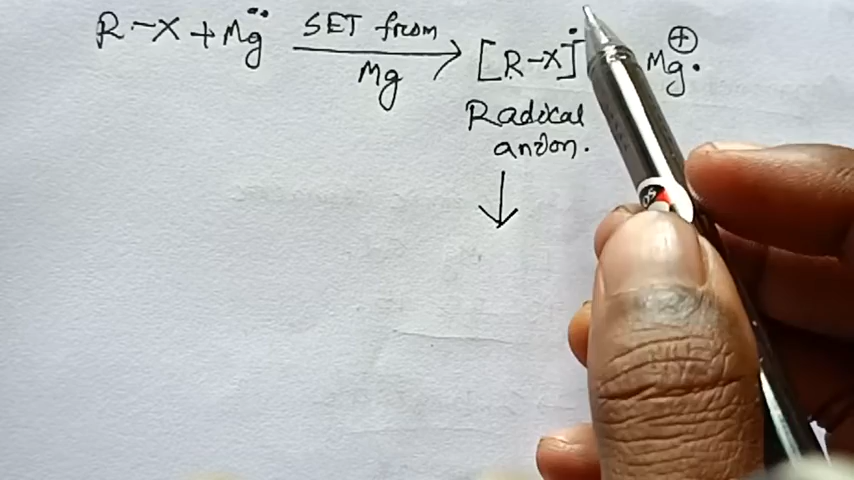 R-X + Mg̈ SET from Mg → [R-X]˙ Mg˙⊕
Radical
anion.
↓